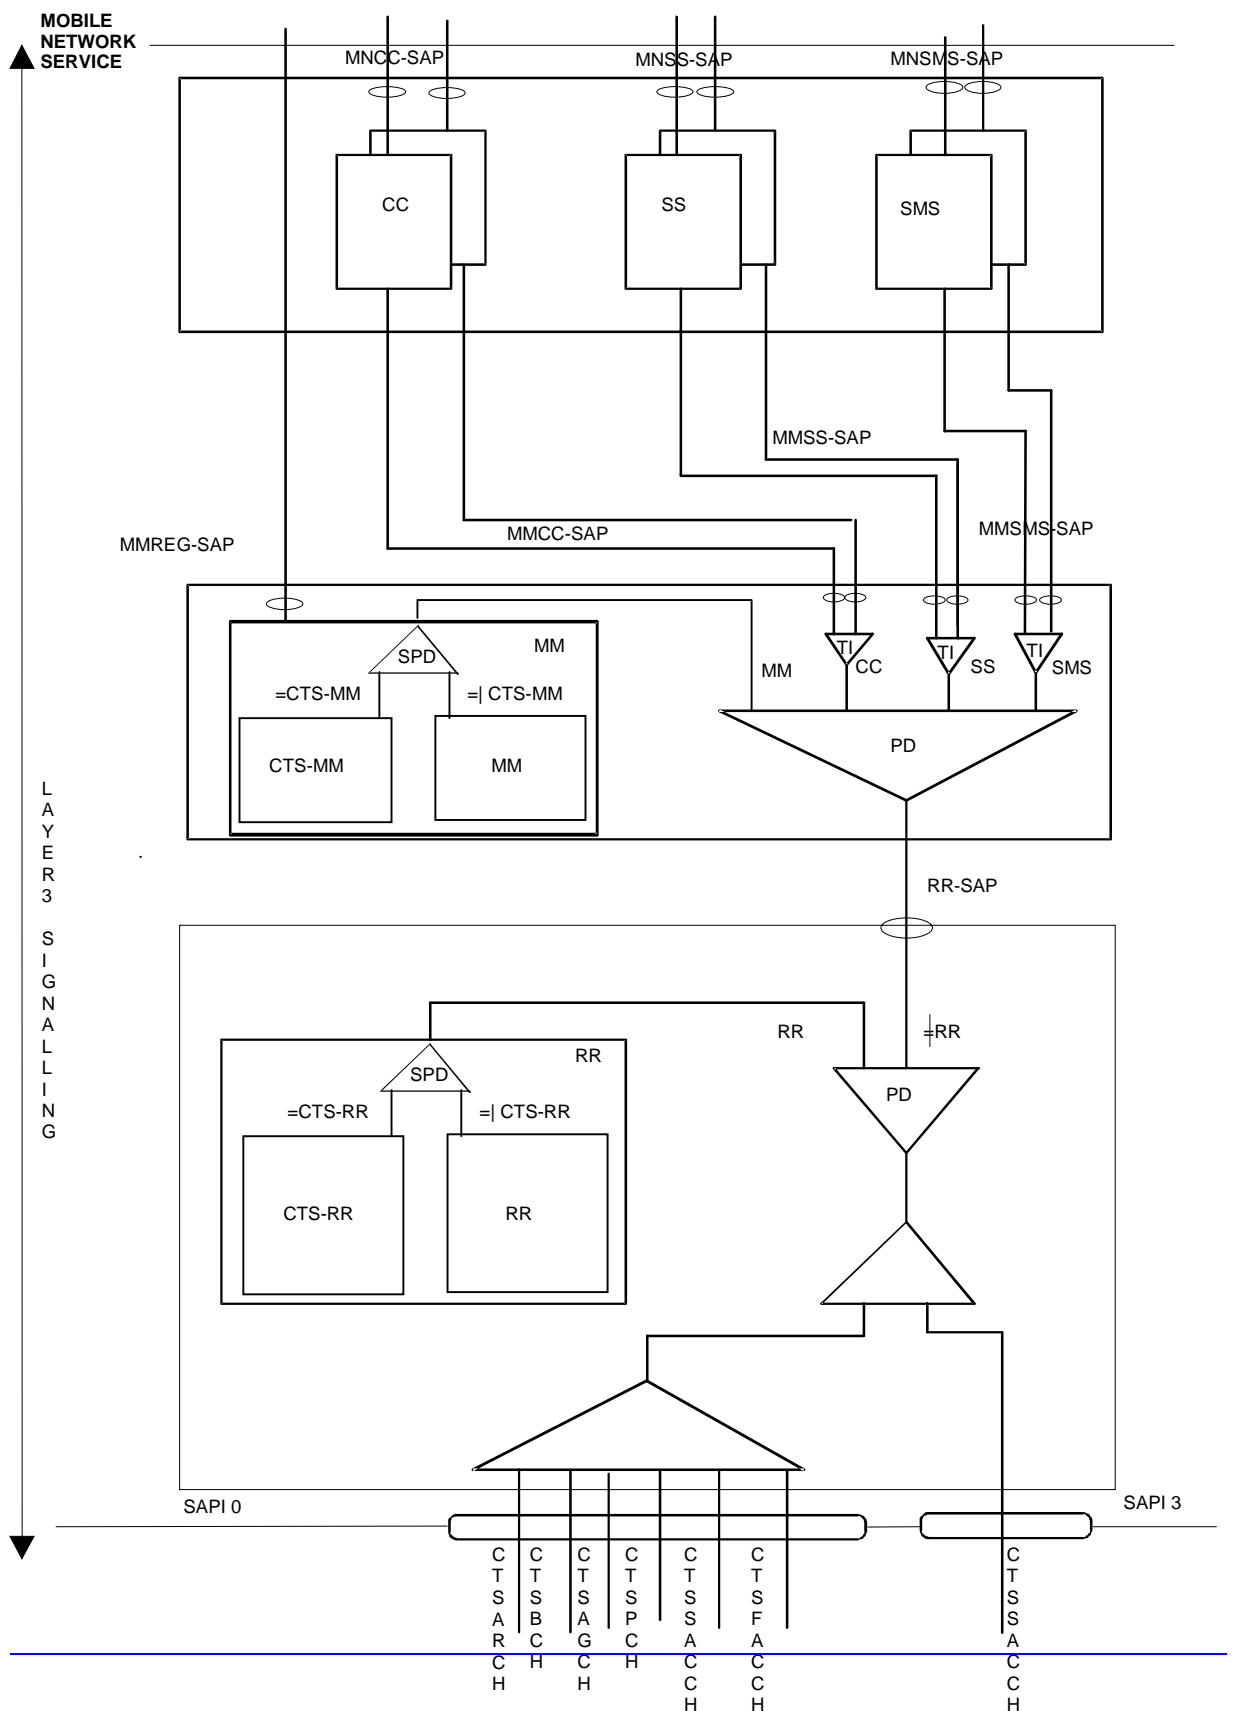 MOBILE
NETWORK
SERVICE
MNCC-SAP
MNSS-SAP
MNSMS-SAP
CC
SS
SMS
MMSS-SAP
MMREG-SAP
MMCC-SAP
MMSMS-SAP
SPD
MM
=CTS-MM
=| CTS-MM
CTS-MM
MM
MM
TI
CC
TI
SS
TI
SMS
PD
RR-SAP
LAYER3 SIGNALLING
RR
=RR
SPD
RR
=CTS-RR
=| CTS-RR
CTS-RR
RR
PD
SAPI 0
SAPI 3
CTSARCH
CTSBCH
CTSAGCH
CTSPCH
CTSSACCH
CTSFACCH
CTSSACCH